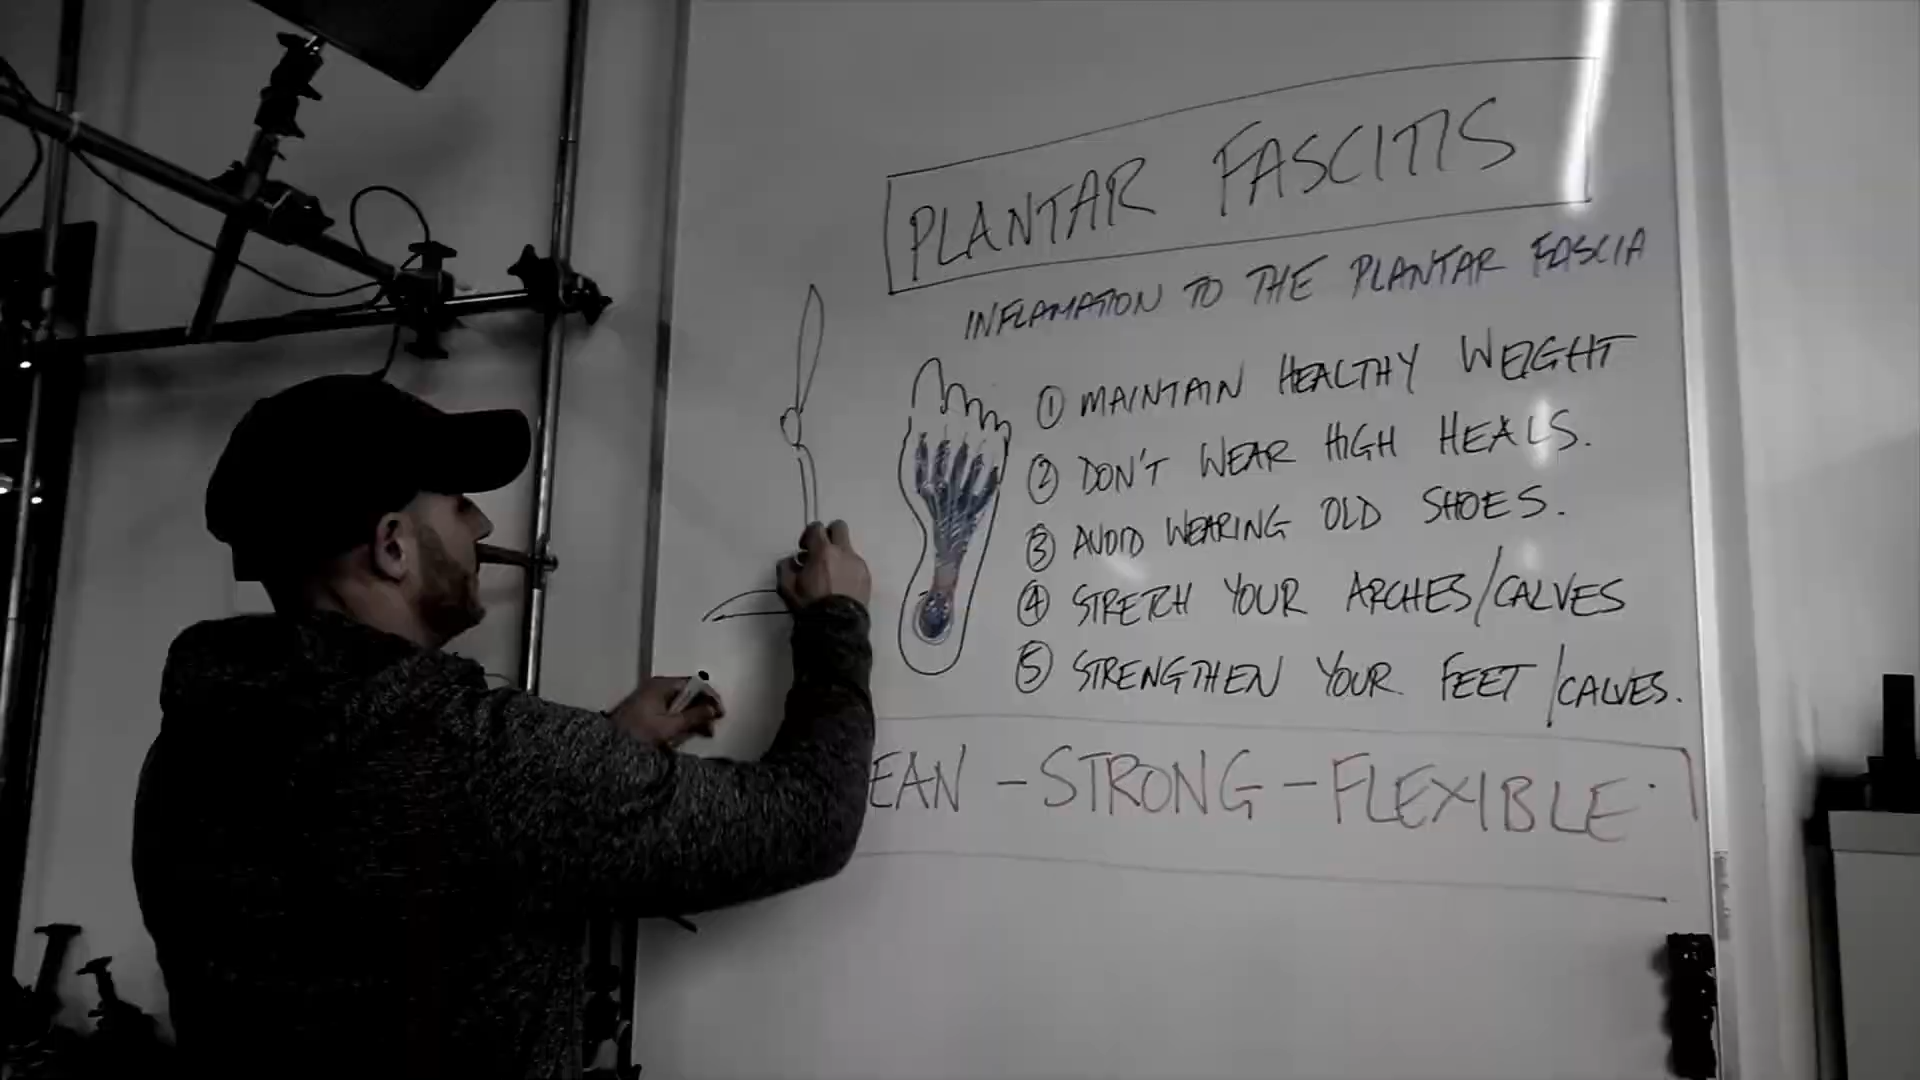 PLANTAR FASCITIS
INFLAMATION TO THE PLANTAR FASCIA
① MAINTAIN HEALTHY WEIGHT
② DON'T WEAR HIGH HEALS.
③ AVOID WEARING OLD SHOES.
④ STRETCH YOUR ARCHES/CALVES
⑤ STRENGTHEN YOUR FEET/CALVES.
EAN - STRONG - FLEXIBLE.